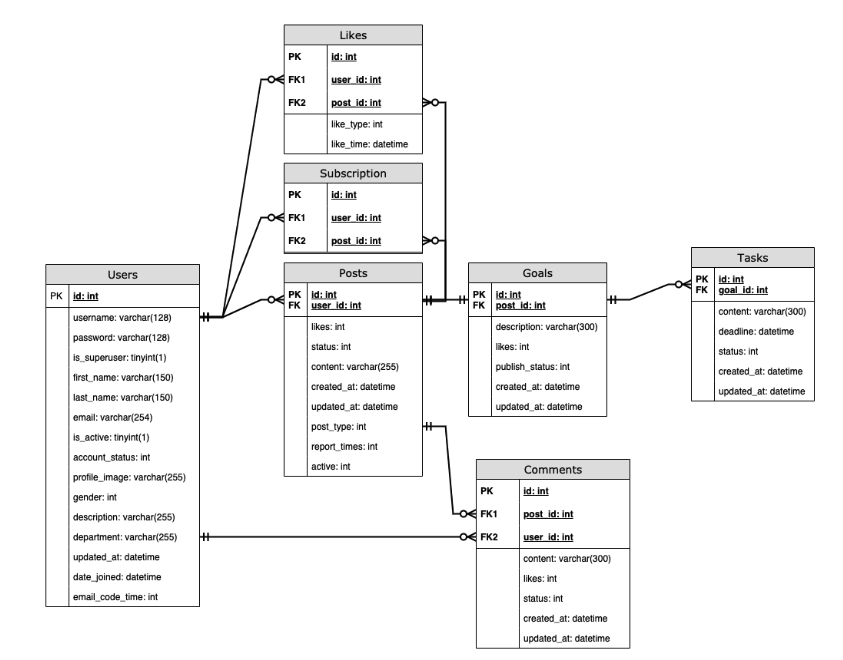 Likes
PK id: int
FK1 user_id: int
FK2 post_id: int
like_type: int
like_time: datetime
Subscription
PK id: int
FK1 user_id: int
FK2 post_id: int
Users
PK id: int
username: varchar(128)
password: varchar(128)
is_superuser: tinyint(1)
first_name: varchar(150)
last_name: varchar(150)
email: varchar(254)
is_active: tinyint(1)
account_status: int
profile_image: varchar(255)
gender: int
description: varchar(255)
department: varchar(255)
updated_at: datetime
date_joined: datetime
email_code_time: int
Posts
PK id: int
FK user_id: int
likes: int
status: int
content: varchar(255)
created_at: datetime
updated_at: datetime
post_type: int
report_times: int
active: int
Goals
PK id: int
FK post_id: int
description: varchar(300)
likes: int
publish_status: int
created_at: datetime
updated_at: datetime
Tasks
PK id: int
FK goal_id: int
content: varchar(300)
deadline: datetime
status: int
created_at: datetime
updated_at: datetime
Comments
PK id: int
FK1 post_id: int
FK2 user_id: int
content: varchar(300)
likes: int
status: int
created_at: datetime
updated_at: datetime